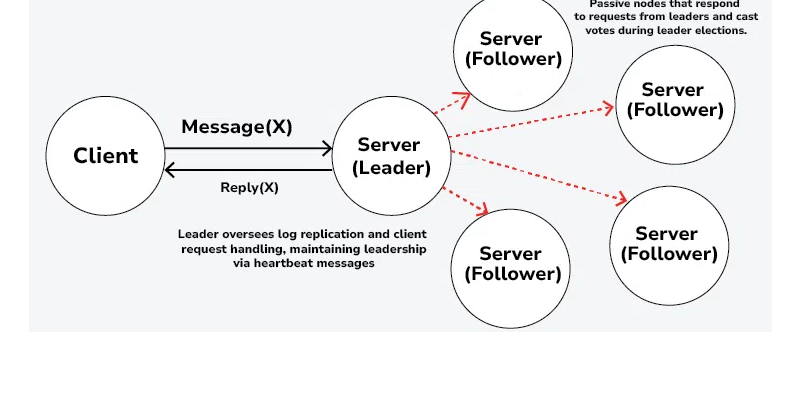 Passive nodes that respond
to requests from leaders and cast
votes during leader elections.
Server
(Follower)
Server
(Follower)
Message(X)
Client
Server
(Leader)
Reply(X)
Leader oversees log replication and client
request handling, maintaining leadership
via heartbeat messages
Server
(Follower)
Server
(Follower)